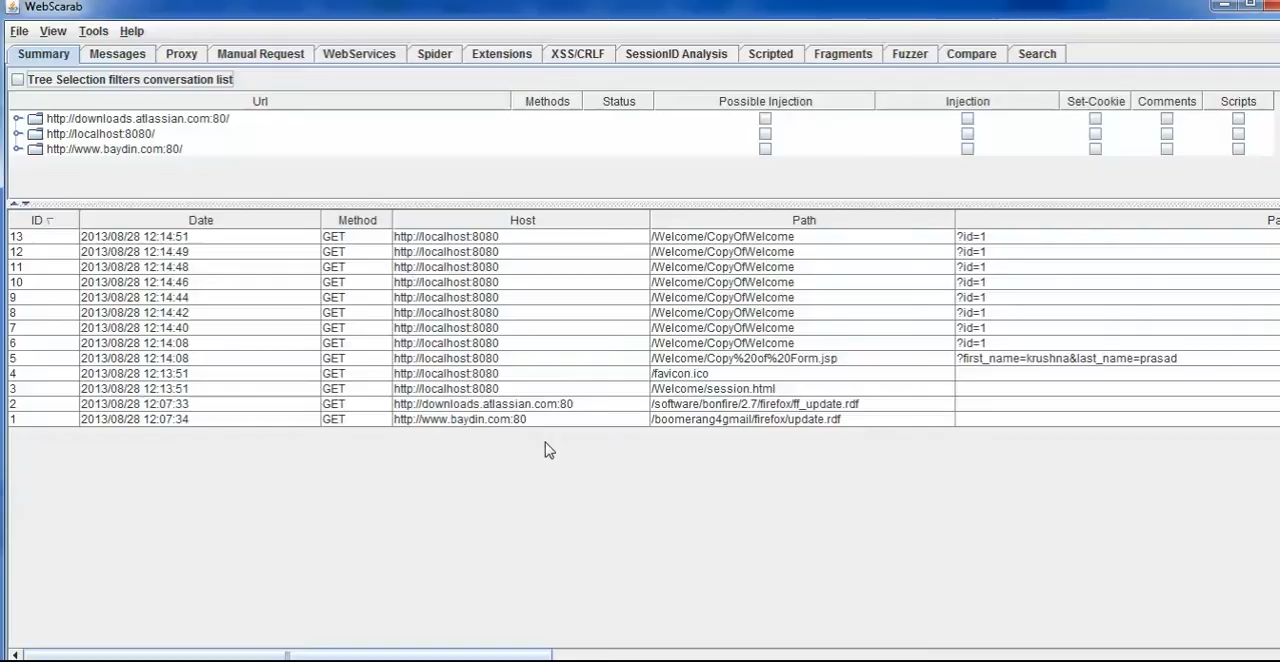 WebScarab
File View Tools Help
Summary Messages Proxy Manual Request WebServices Spider Extensions XSS/CRLF SessionID Analysis Scripted Fragments Fuzzer Compare Search
Tree Selection filters conversation list
Url Methods Status Possible Injection Injection Set-Cookie Comments Scripts
http://downloads.atlassian.com:80/
http://localhost:8080/
http://www.baydin.com:80/
ID Date Method Host Path Pa
13 2013/08/28 12:14:51 GET http://localhost:8080 /Welcome/CopyOfWelcome ?id=1
12 2013/08/28 12:14:49 GET http://localhost:8080 /Welcome/CopyOfWelcome ?id=1
11 2013/08/28 12:14:48 GET http://localhost:8080 /Welcome/CopyOfWelcome ?id=1
10 2013/08/28 12:14:46 GET http://localhost:8080 /Welcome/CopyOfWelcome ?id=1
9 2013/08/28 12:14:44 GET http://localhost:8080 /Welcome/CopyOfWelcome ?id=1
8 2013/08/28 12:14:42 GET http://localhost:8080 /Welcome/CopyOfWelcome ?id=1
7 2013/08/28 12:14:40 GET http://localhost:8080 /Welcome/CopyOfWelcome ?id=1
6 2013/08/28 12:14:08 GET http://localhost:8080 /Welcome/CopyOfWelcome ?id=1
5 2013/08/28 12:14:08 GET http://localhost:8080 /Welcome/Copy%20of%20Form.jsp ?first_name=krushna&last_name=prasad
4 2013/08/28 12:13:51 GET http://localhost:8080 /favicon.ico
3 2013/08/28 12:13:51 GET http://localhost:8080 /Welcome/session.html
2 2013/08/28 12:07:33 GET http://downloads.atlassian.com:80 /software/bonfire/2.7/firefox/ff_update.rdf
1 2013/08/28 12:07:34 GET http://www.baydin.com:80 /boomerang4gmail/firefox/update.rdf